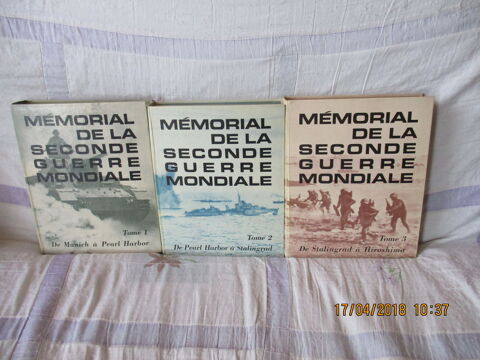 MÉMORIAL
DE LA
SECONDE
GUERRE
MONDIALE
Tome 1
De Munich à Pearl Harbor
MÉMORIAL
DE LA
SECONDE
GUERRE
MONDIALE
Tome 2
De Pearl Harbor à Stalingrad
MÉMORIAL
DE LA
SECONDE
GUERRE
MONDIALE
Tome 3
De Stalingrad à Hiroshima
17/04/2018 10:37